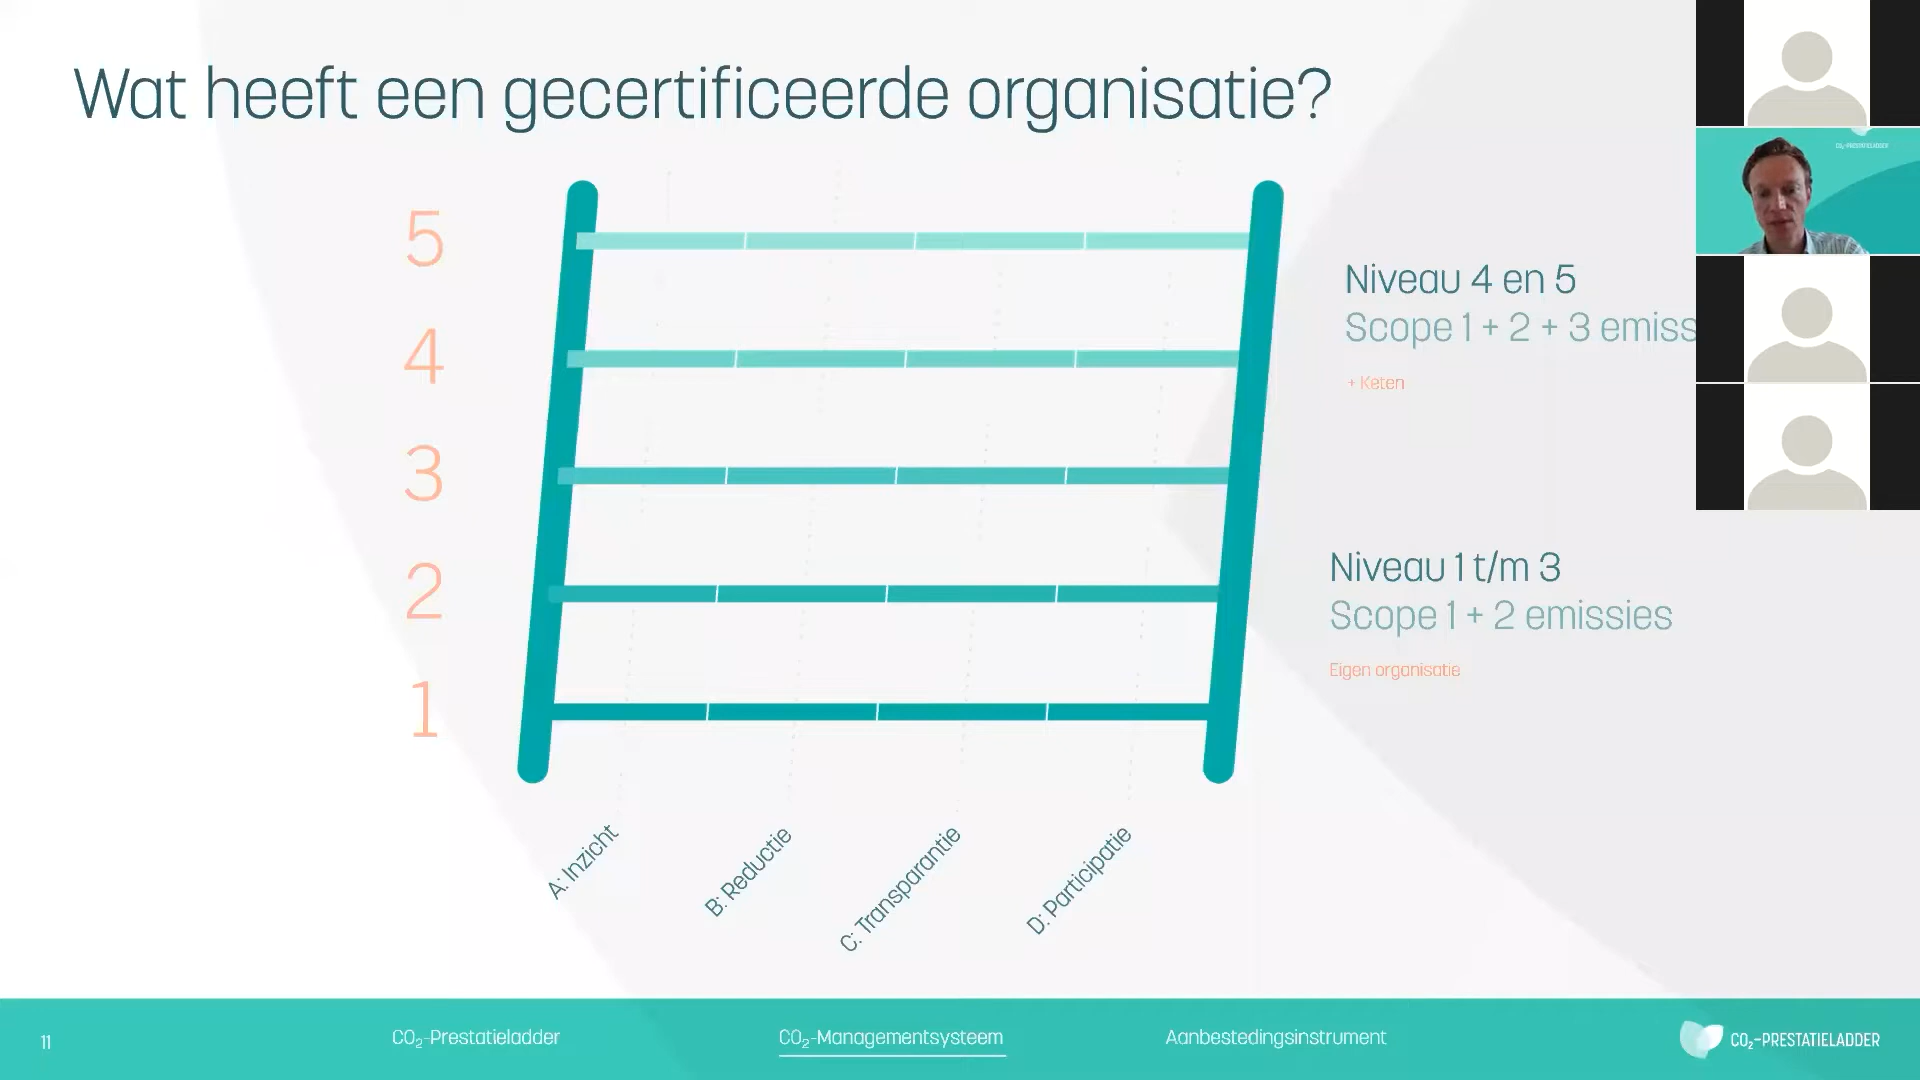 Wat heeft een gecertificeerde organisatie?
CO₂-PRESTATIELADDER
5
4
3
2
1
Niveau 4 en 5
Scope 1 + 2 + 3 emiss
+ Keten
Niveau 1 t/m 3
Scope 1 + 2 emissies
Eigen organisatie
A: Inzicht
B: Reductie
C: Transparantie
D: Participatie
11
CO₂-Prestatieladder
CO₂-Managementsysteem
Aanbestedingsinstrument
CO₂-PRESTATIELADDER